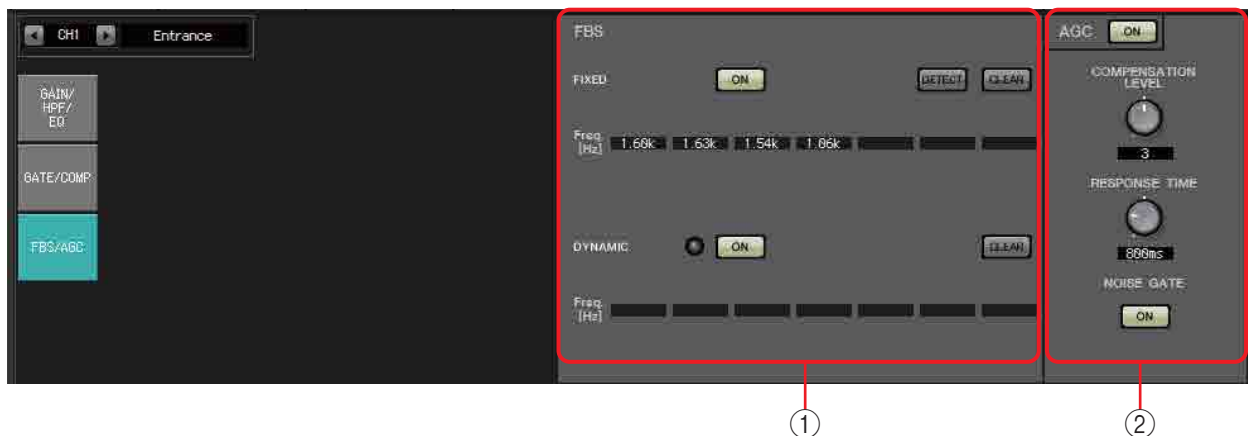 CH1 Entrance
GAIN/
HPF/
EQ
GATE/COMP
FBS/AGC
FBS
FIXED ON DETECT CLEAR
Freq.
[Hz] 1.60k 1.63k 1.54k 1.06k
DYNAMIC ON CLEAR
Freq.
[Hz]
AGC ON
COMPENSATION
LEVEL
3
RESPONSE TIME
800ms
NOISE GATE
ON
①
②